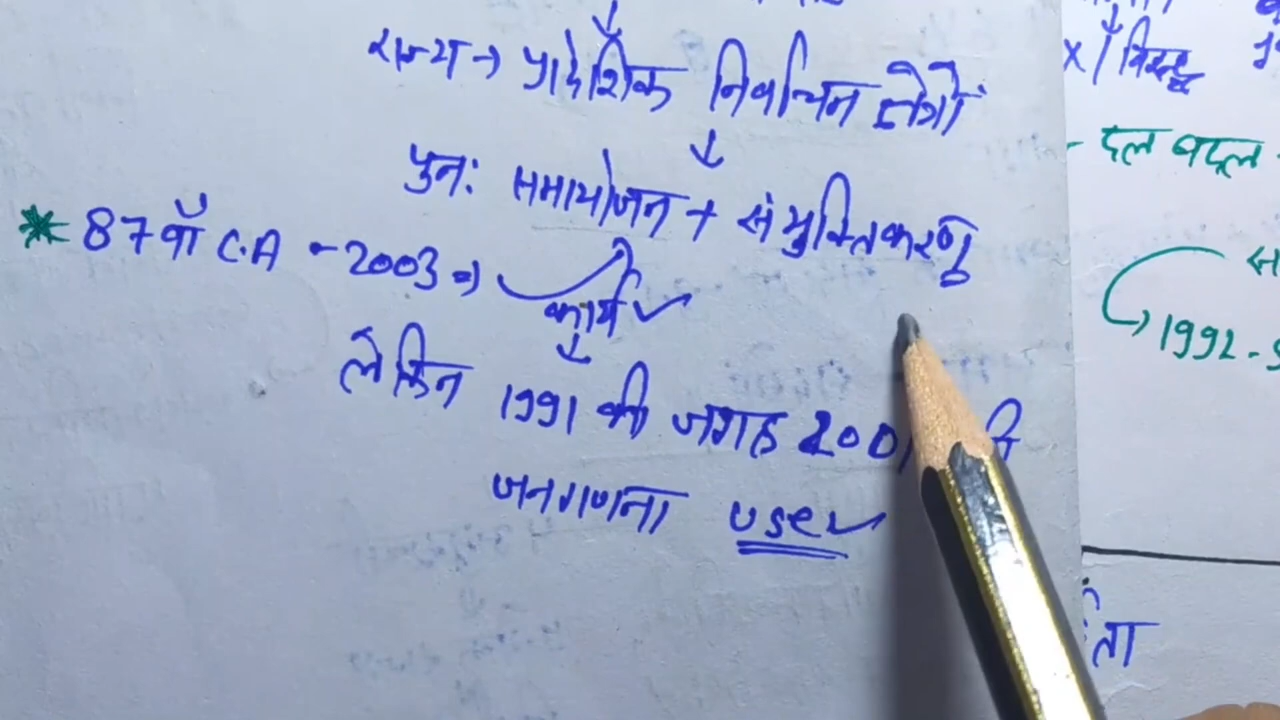 राज्य → प्रादेशिक निर्वाचन क्षेत्रों
↓
पुनः समायोजन + संयुक्तिकरण
* 87वाँ C.A - 2003 ⇒ कार्य ✓
↓
लेकिन 1991 की जगह 2001 की
जनगणना use ✓
X | विरुद्ध
- दल बदल -
1992 -